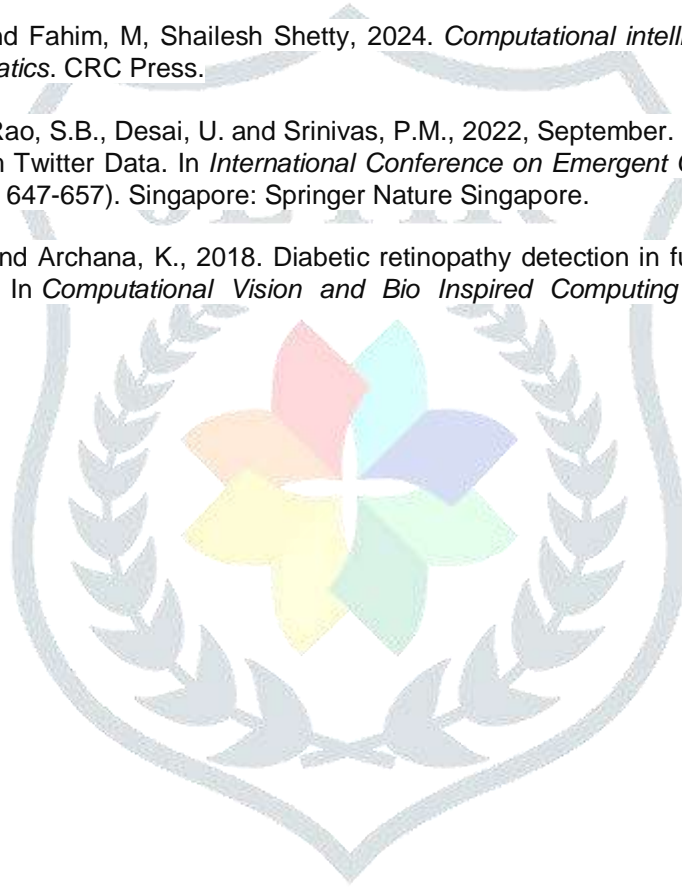 nd Fahim, M, Shailesh Shetty, 2024. Computational intelli
atics. CRC Press.
Rao, S.B., Desai, U. and Srinivas, P.M., 2022, September.
n Twitter Data. In International Conference on Emergent
647-657). Singapore: Springer Nature Singapore.
nd Archana, K., 2018. Diabetic retinopathy detection in fu
In Computational Vision and Bio Inspired Computing